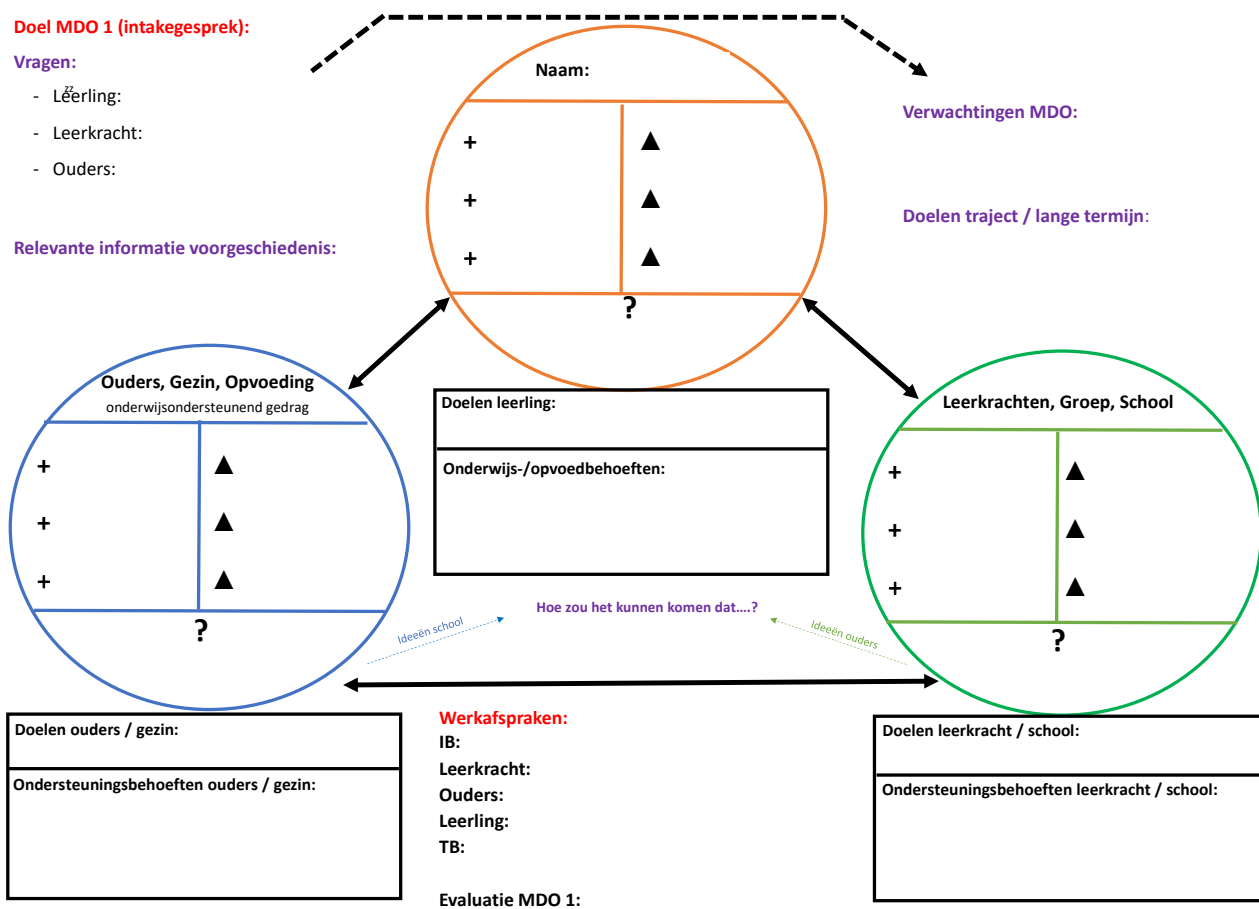 Doel MDO 1 (intakegesprek):
Vragen:
- Leerling:
- Leerkracht:
- Ouders:
Relevante informatie voorgeschiedenis:
Naam:
+ ▲
+ ▲
+ ▲
?
Verwachtingen MDO:
Doelen traject / lange termijn:
Ouders, Gezin, Opvoeding
onderwijsondersteunend gedrag
+ ▲
+ ▲
+ ▲
?
Doelen leerling:
Onderwijs-/opvoedbehoeften:
Leerkrachten, Groep, School
+ ▲
+ ▲
+ ▲
?
Hoe zou het kunnen komen dat....?
Ideeën school
Ideeën ouders
Doelen ouders / gezin:
Ondersteuningsbehoeften ouders / gezin:
Werkafspraken:
IB:
Leerkracht:
Ouders:
Leerling:
TB:
Evaluatie MDO 1:
Doelen leerkracht / school:
Ondersteuningsbehoeften leerkracht / school: